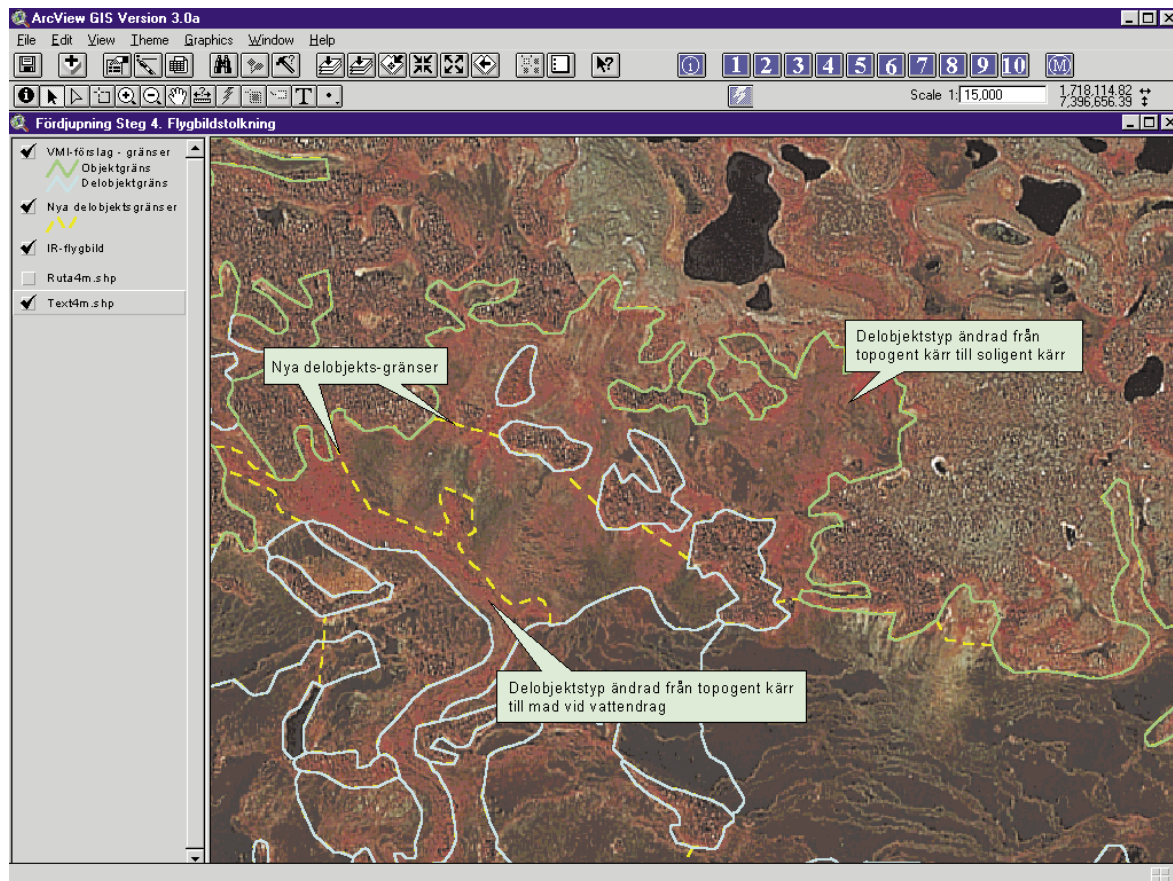 ArcView GIS Version 3.0a
File Edit View Theme Graphics Window Help
1 2 3 4 5 6 7 8 9 10 M
T
Scale 1: 15,000
1,718,114.82
7,396,656.39
Fördjupning Steg 4. Flygbildstolkning
VMI-förslag - gränser
Objektgräns
Delobjektgräns
Nya delobjektsgränser
IR-flygbild
Ruta4m.shp
Text4m.shp
Nya delobjekts-gränser
Delobjektstyp ändrad från
topogent kärr till soligent kärr
Delobjektstyp ändrad från topogent kärr
till mad vid vattendrag